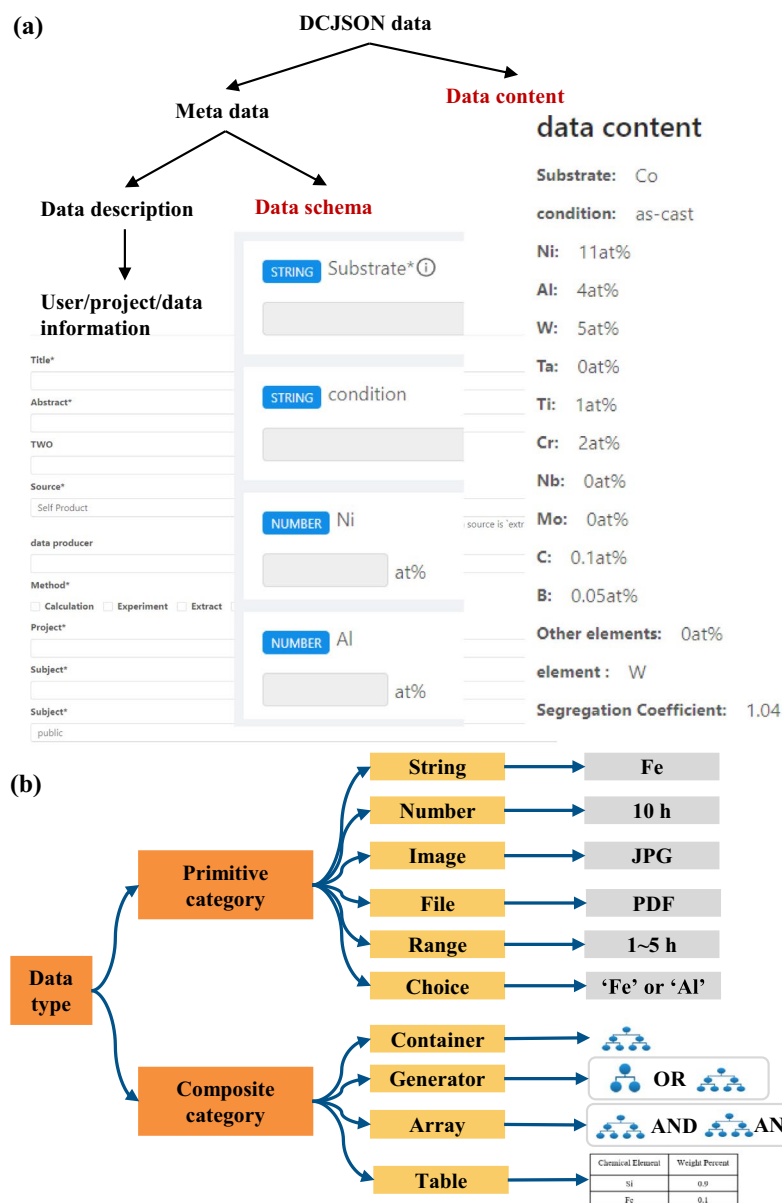 (a)
DCJSON data
Meta data
Data content
Data description
Data schema
User/project/data
information
Title*
Abstract*
TWO
Source*
Self Product
data producer
Method*
Calculation Experiment Extract
Project*
Subject*
Subject*
public
STRING Substrate*
STRING condition
NUMBER Ni
at%
source is `extr
NUMBER Al
at%
data content
Substrate: Co
condition: as-cast
Ni: 11at%
Al: 4at%
W: 5at%
Ta: 0at%
Ti: 1at%
Cr: 2at%
Nb: 0at%
Mo: 0at%
C: 0.1at%
B: 0.05at%
Other elements: 0at%
element : W
Segregation Coefficient: 1.04
(b)
Data
type
Primitive
category
String Fe
Number 10 h
Image JPG
File PDF
Range 1~5 h
Choice ‘Fe’ or ‘Al’
Composite
category
Container
Generator OR
Array AND AN
Table
Chemical Element Weight Percent
Si 0.9
Fe 0.1